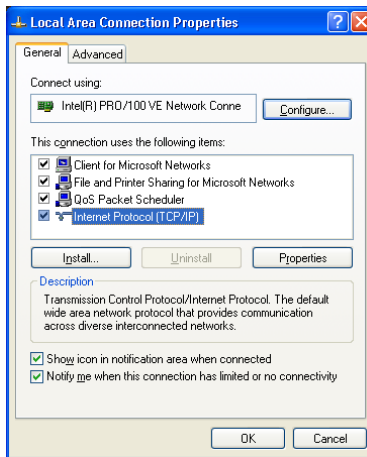 Local Area Connection Properties
General
Advanced
Connect using:
Intel(R) PRO/100 VE Network Conne
Configure...
This connection uses the following items:
Client for Microsoft Networks
File and Printer Sharing for Microsoft Networks
QoS Packet Scheduler
Internet Protocol (TCP/IP)
Install...
Uninstall
Properties
Description
Transmission Control Protocol/Internet Protocol. The default
wide area network protocol that provides communication
across diverse interconnected networks.
Show icon in notification area when connected
Notify me when this connection has limited or no connectivity
OK
Cancel